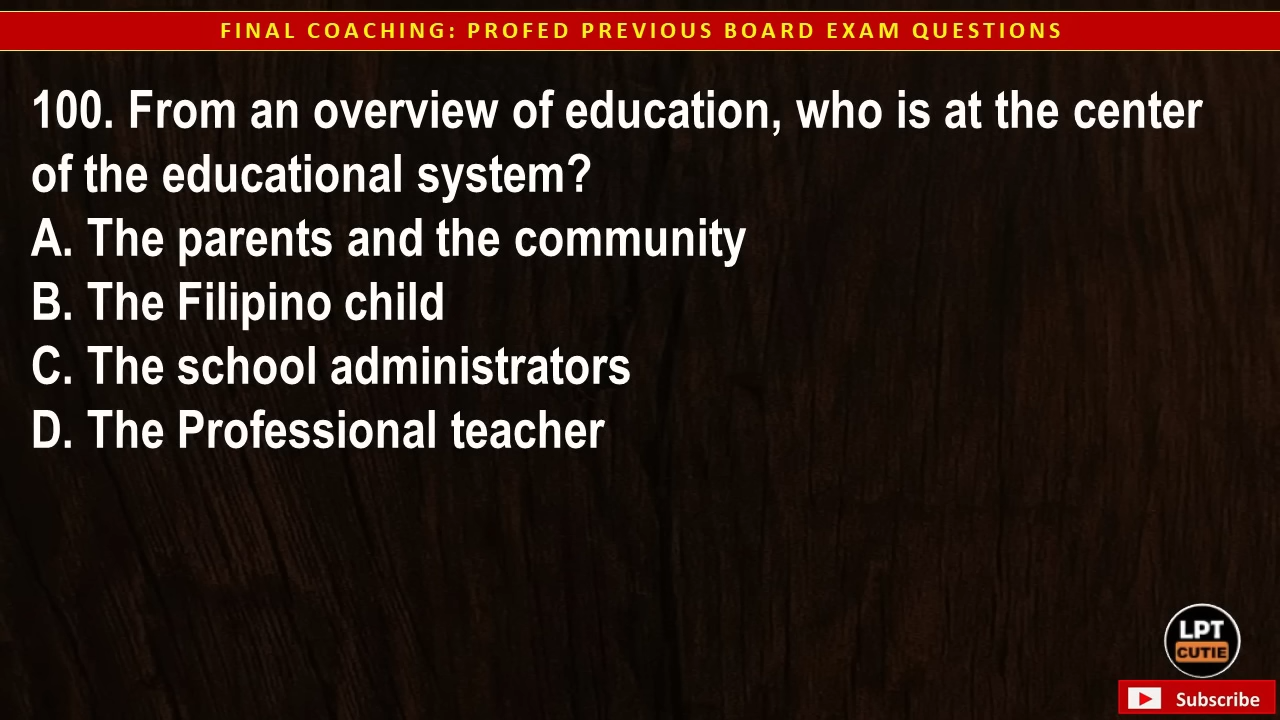 FINAL COACHING: PROFED PREVIOUS BOARD EXAM QUESTIONS
100. From an overview of education, who is at the center
of the educational system?
A. The parents and the community
B. The Filipino child
C. The school administrators
D. The Professional teacher
LPT
CUTIE
Subscribe